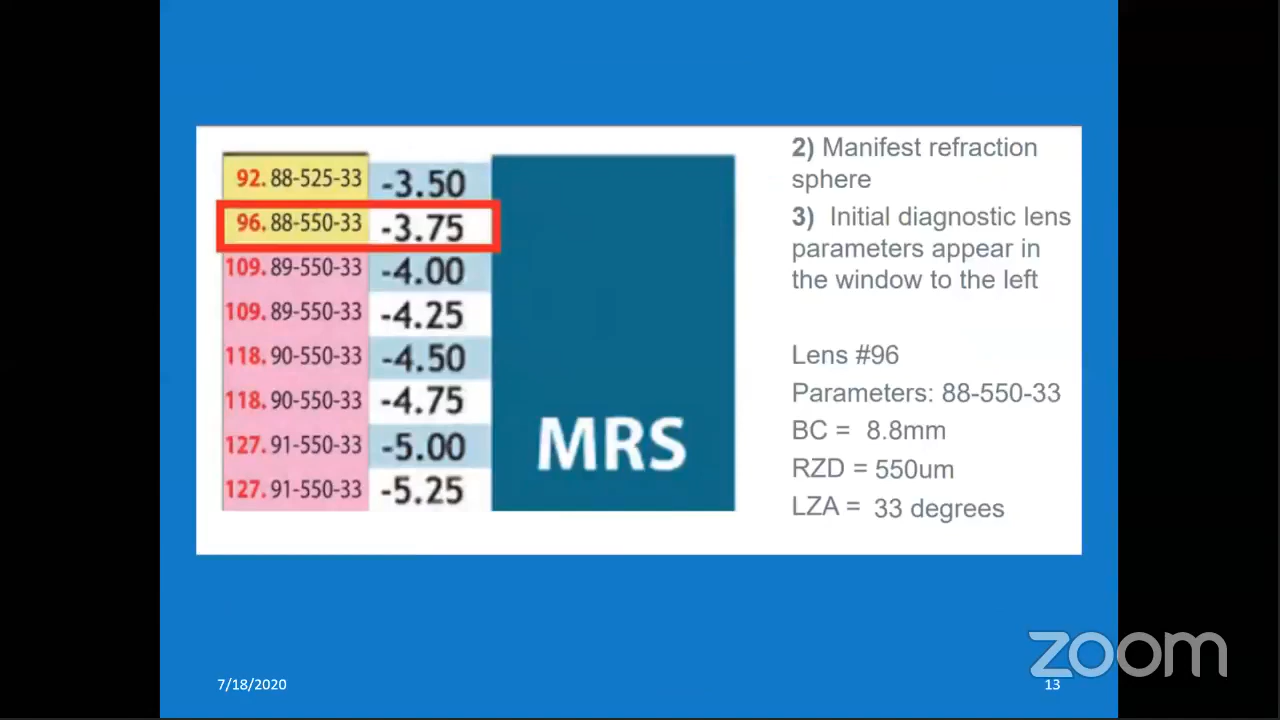 92. 88-525-33 -3.50
96. 88-550-33 -3.75
109. 89-550-33 -4.00
109. 89-550-33 -4.25
118. 90-550-33 -4.50
118. 90-550-33 -4.75
127. 91-550-33 -5.00
127. 91-550-33 -5.25
MRS
2) Manifest refraction
sphere
3) Initial diagnostic lens
parameters appear in
the window to the left
Lens #96
Parameters: 88-550-33
BC = 8.8mm
RZD = 550um
LZA = 33 degrees
zoom
7/18/2020
13